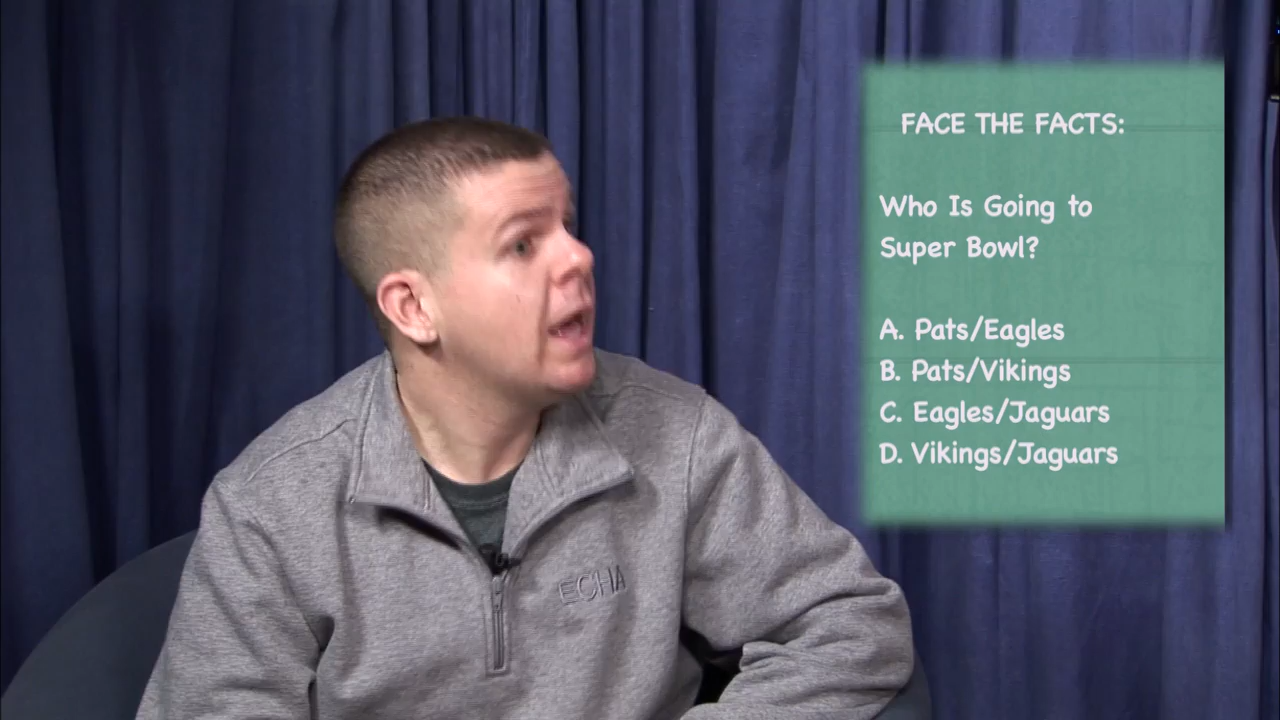 FACE THE FACTS:
Who Is Going to
Super Bowl?
A. Pats/Eagles
B. Pats/Vikings
C. Eagles/Jaguars
D. Vikings/Jaguars
ECHA